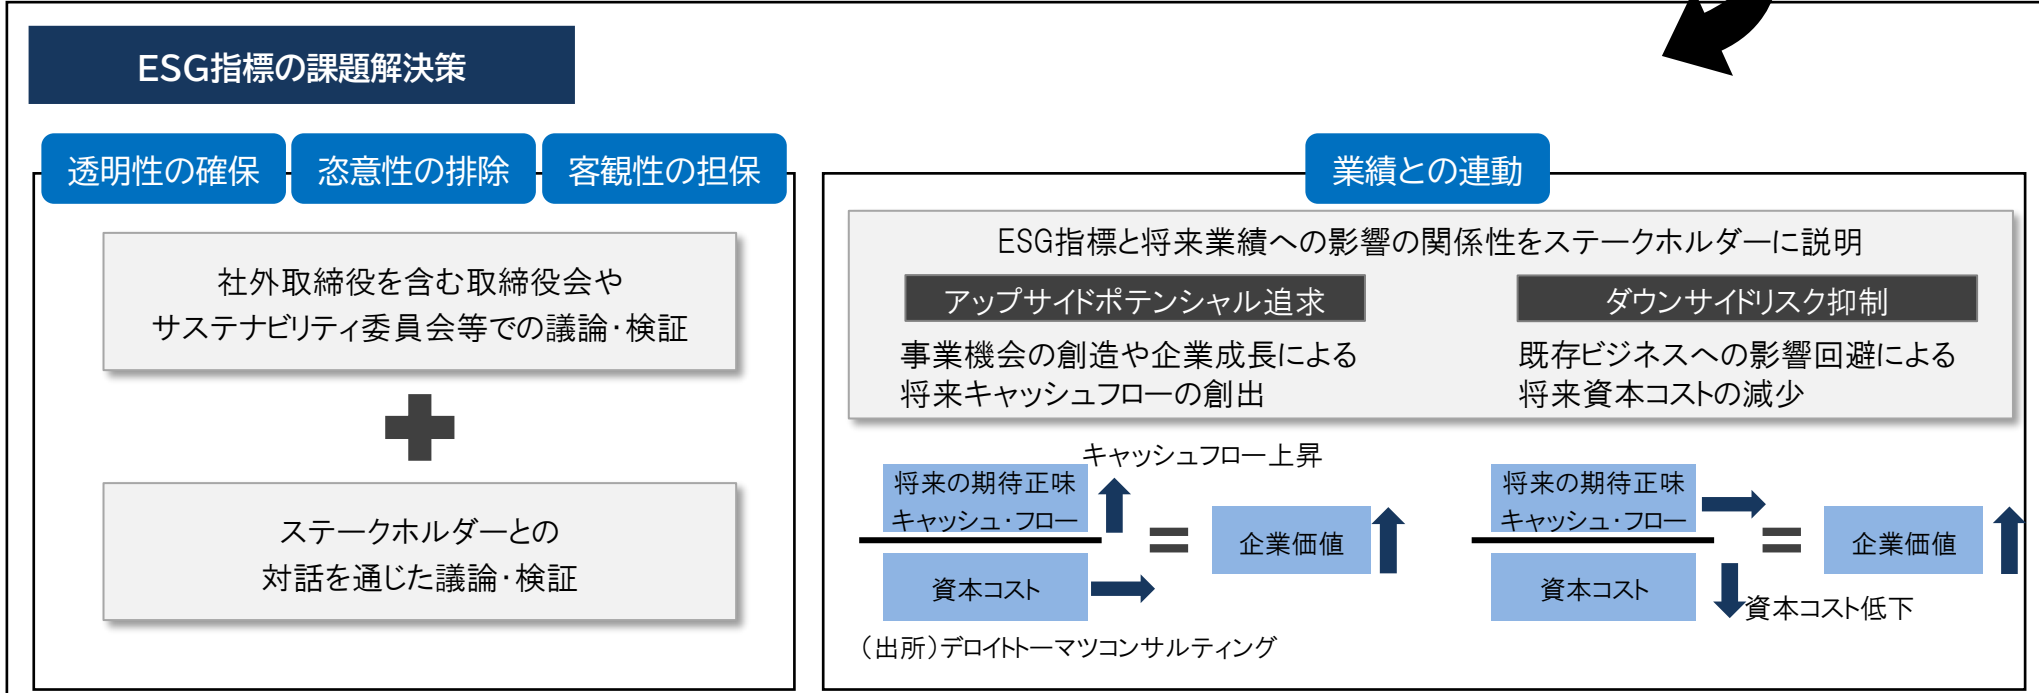 ESG指標の課題解決策
透明性の確保
恣意性の排除
客観性の担保
社外取締役を含む取締役会や
サステナビリティ委員会等での議論・検証
ステークホルダーとの
対話を通じた議論・検証
業績との連動
ESG指標と将来業績への影響の関係性をステークホルダーに説明
アップサイドポテンシャル追求
事業機会の創造や企業成長による
将来キャッシュフローの創出
ダウンサイドリスク抑制
既存ビジネスへの影響回避による
将来資本コストの減少
キャッシュフロー上昇
将来の期待正味
キャッシュ・フロー
資本コスト
=
企業価値
将来の期待正味
キャッシュ・フロー
資本コスト
=
企業価値
資本コスト低下
（出所）デロイトトーマツコンサルティング